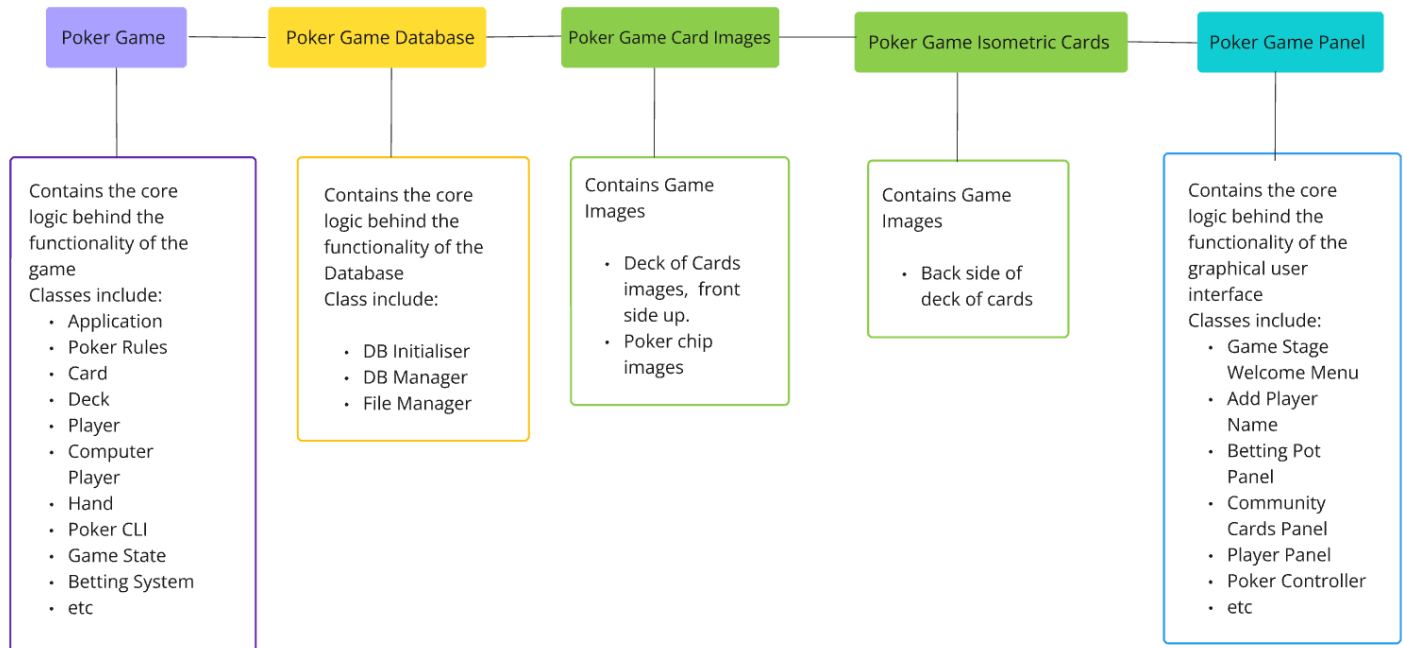 Poker Game
Poker Game Database
Poker Game Card Images
Poker Game Isometric Cards
Poker Game Panel
Contains the core
logic behind the
functionality of the
game
Classes include:
• Application
• Poker Rules
• Card
• Deck
• Player
• Computer
Player
• Hand
• Poker CLI
• Game State
• Betting System
• etc
Contains the core
logic behind the
functionality of the
Database
Class include:
• DB Initialiser
• DB Manager
• File Manager
Contains Game
Images
• Deck of Cards
images, front
side up.
• Poker chip
images
Contains Game
Images
• Back side of
deck of cards
Contains the core
logic behind the
functionality of the
graphical user
interface
Classes include:
• Game Stage
Welcome Menu
• Add Player
Name
• Betting Pot
Panel
• Community
Cards Panel
• Player Panel
• Poker Controller
• etc